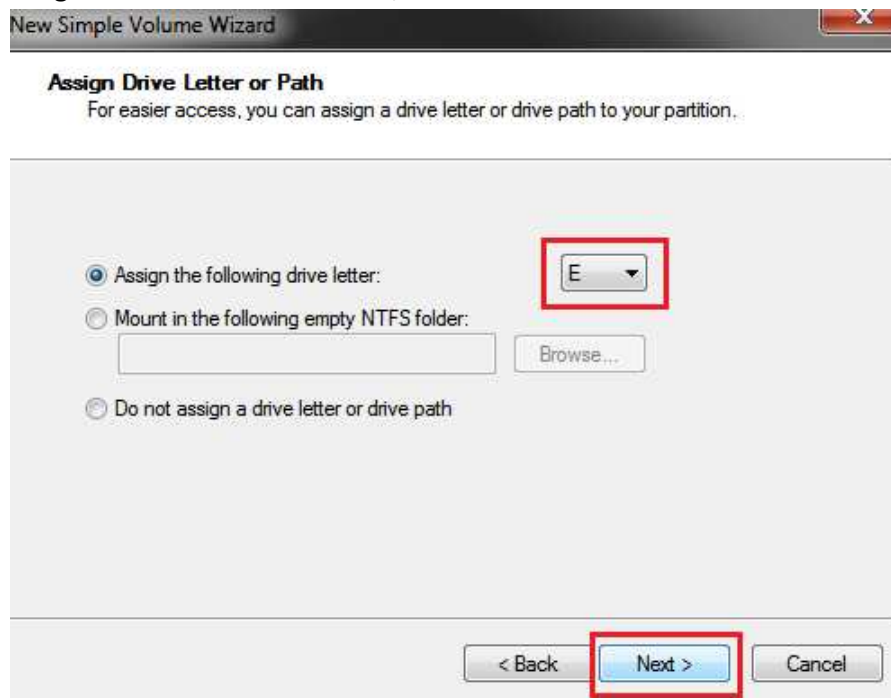 New Simple Volume Wizard
Assign Drive Letter or Path
For easier access, you can assign a drive letter or drive path to your partition.
Assign the following drive letter: E
Mount in the following empty NTFS folder:
Browse...
Do not assign a drive letter or drive path
< Back Next > Cancel